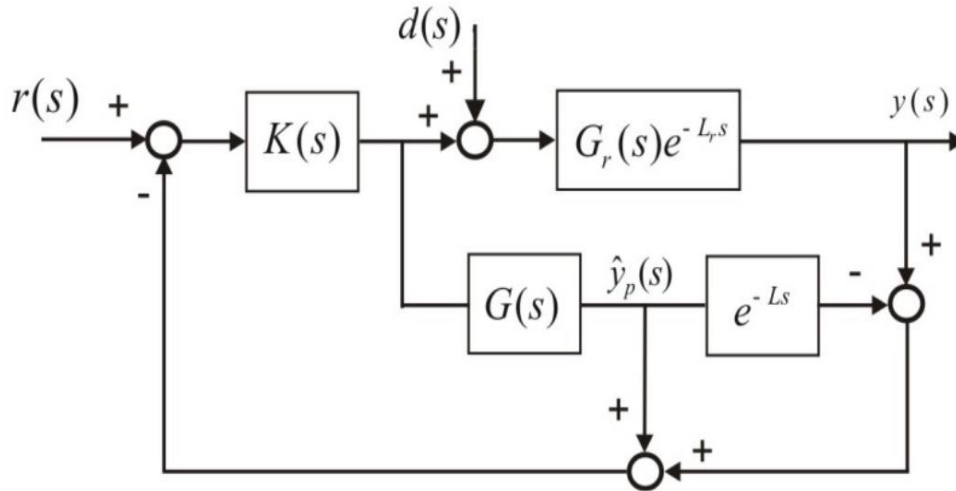 d(s)
+
r(s) + K(s) + G_r(s)e^{-L_r s} y(s)
-
+
G(s) ŷ_p(s) e^{-Ls} -
+ +